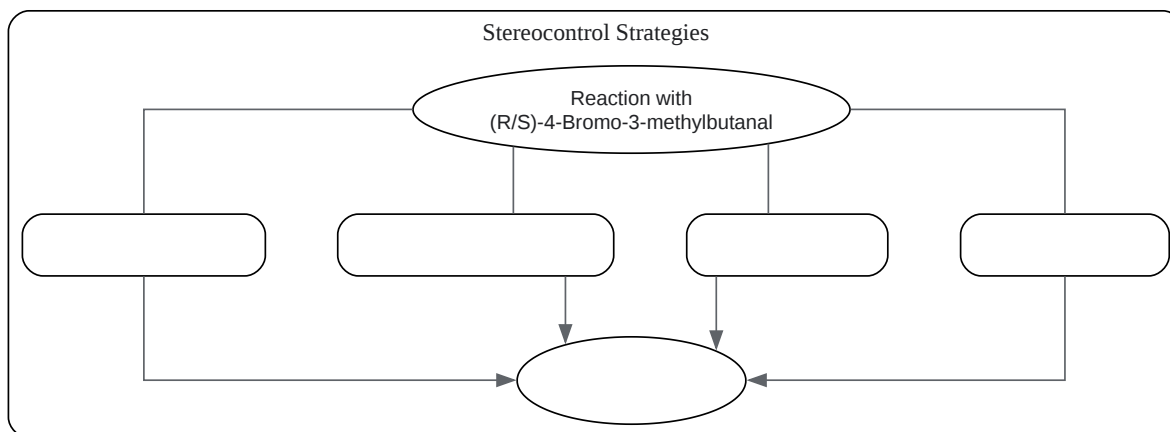 Stereocontrol Strategies
Reaction with
(R/S)-4-Bromo-3-methylbutanal